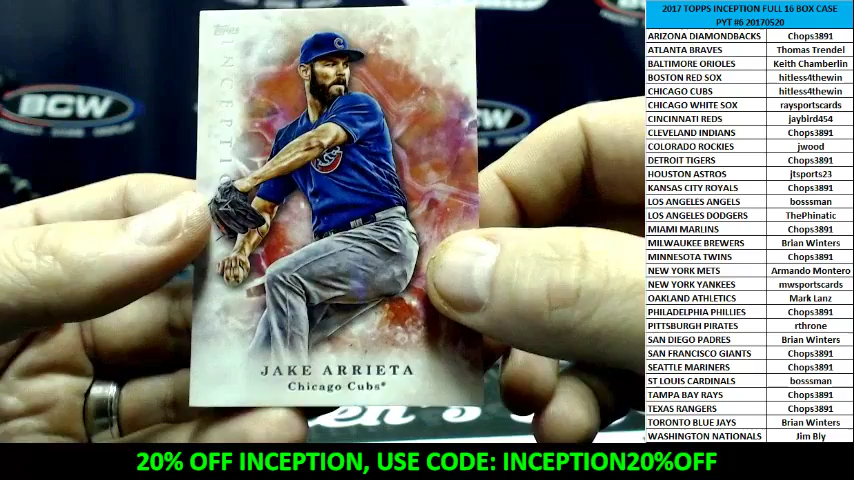 2017 TOPPS INCEPTION FULL 16 BOX CASE
PYT #6 20170520
ARIZONA DIAMONDBACKS Chops3891
ATLANTA BRAVES Thomas Trendel
BALTIMORE ORIOLES Keith Chamberlin
BOSTON RED SOX hitless4thewin
CHICAGO CUBS hitless4thewin
CHICAGO WHITE SOX raysportscards
CINCINNATI REDS jaybird454
CLEVELAND INDIANS Chops3891
COLORADO ROCKIES jwood
DETROIT TIGERS Chops3891
HOUSTON ASTROS jtsports23
KANSAS CITY ROYALS Chops3891
LOS ANGELES ANGELS bosssman
LOS ANGELES DODGERS ThePhinatic
MIAMI MARLINS Chops3891
MILWAUKEE BREWERS Brian Winters
MINNESOTA TWINS Chops3891
NEW YORK METS Armando Montero
NEW YORK YANKEES mwsportscards
OAKLAND ATHLETICS Mark Lanz
PHILADELPHIA PHILLIES Chops3891
PITTSBURGH PIRATES rthrone
SAN DIEGO PADRES Brian Winters
SAN FRANCISCO GIANTS Chops3891
SEATTLE MARINERS Chops3891
ST LOUIS CARDINALS bosssman
TAMPA BAY RAYS Chops3891
TEXAS RANGERS Chops3891
TORONTO BLUE JAYS Brian Winters
WASHINGTON NATIONALS Jim Bly
Topps
INCEPTIO
BCW
C
JAKE ARRIETA
Chicago Cubs®
20% OFF INCEPTION, USE CODE: INCEPTION20%OFF